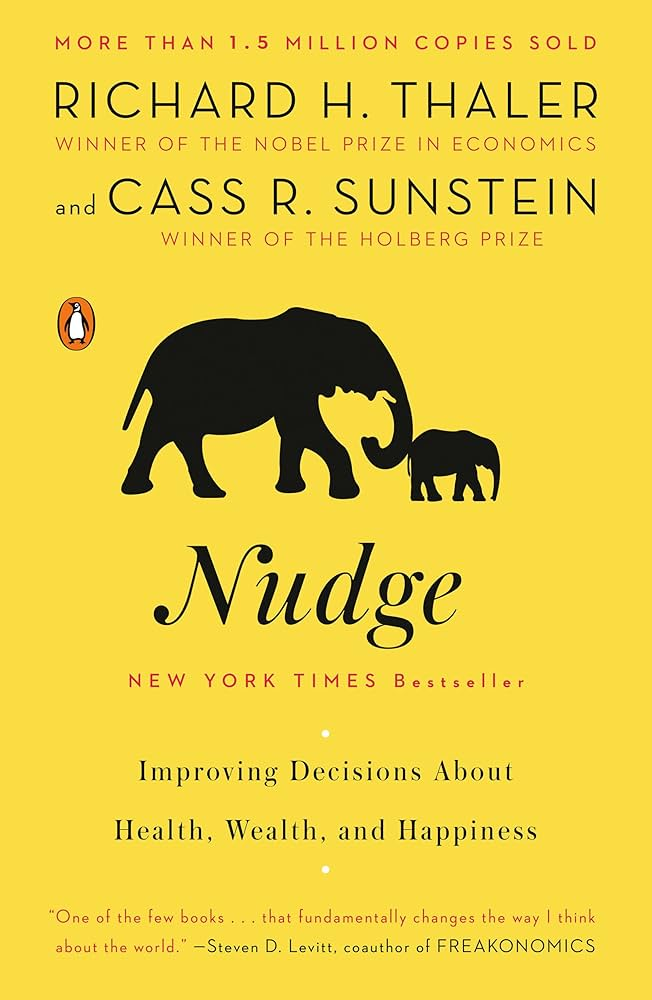 MORE THAN 1.5 MILLION COPIES SOLD
RICHARD H. THALER
WINNER OF THE NOBEL PRIZE IN ECONOMICS
and CASS R. SUNSTEIN
WINNER OF THE HOLBERG PRIZE
Nudge
NEW YORK TIMES Bestseller
Improving Decisions About
Health, Wealth, and Happiness
“One of the few books . . . that fundamentally changes the way I think
about the world.” —Steven D. Levitt, coauthor of FREAKONOMICS